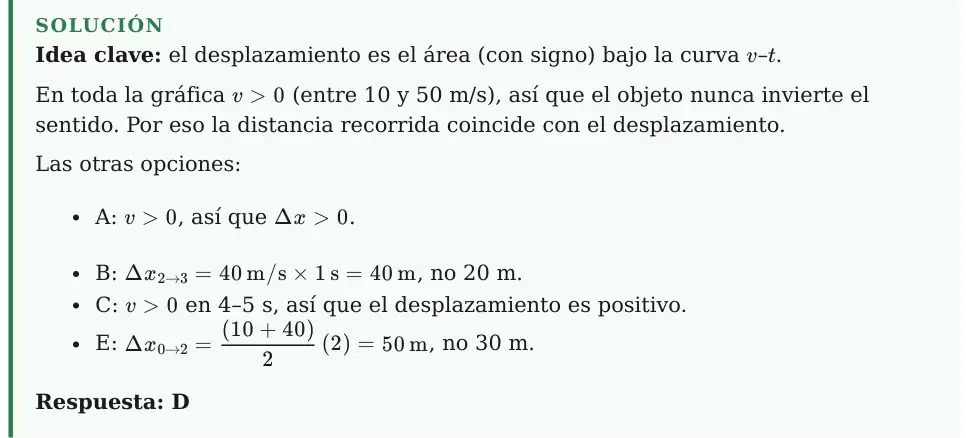 SOLUCIÓN
Idea clave: el desplazamiento es el área (con signo) bajo la curva v–t.
En toda la gráfica v > 0 (entre 10 y 50 m/s), así que el objeto nunca invierte el
sentido. Por eso la distancia recorrida coincide con el desplazamiento.
Las otras opciones:
• A: v > 0, así que Δx > 0.
• B: Δx₂→₃ = 40 m/s × 1 s = 40 m, no 20 m.
• C: v > 0 en 4–5 s, así que el desplazamiento es positivo.
• E: Δx₀→₂ = (10 + 40)/2 (2) = 50 m, no 30 m.
Respuesta: D